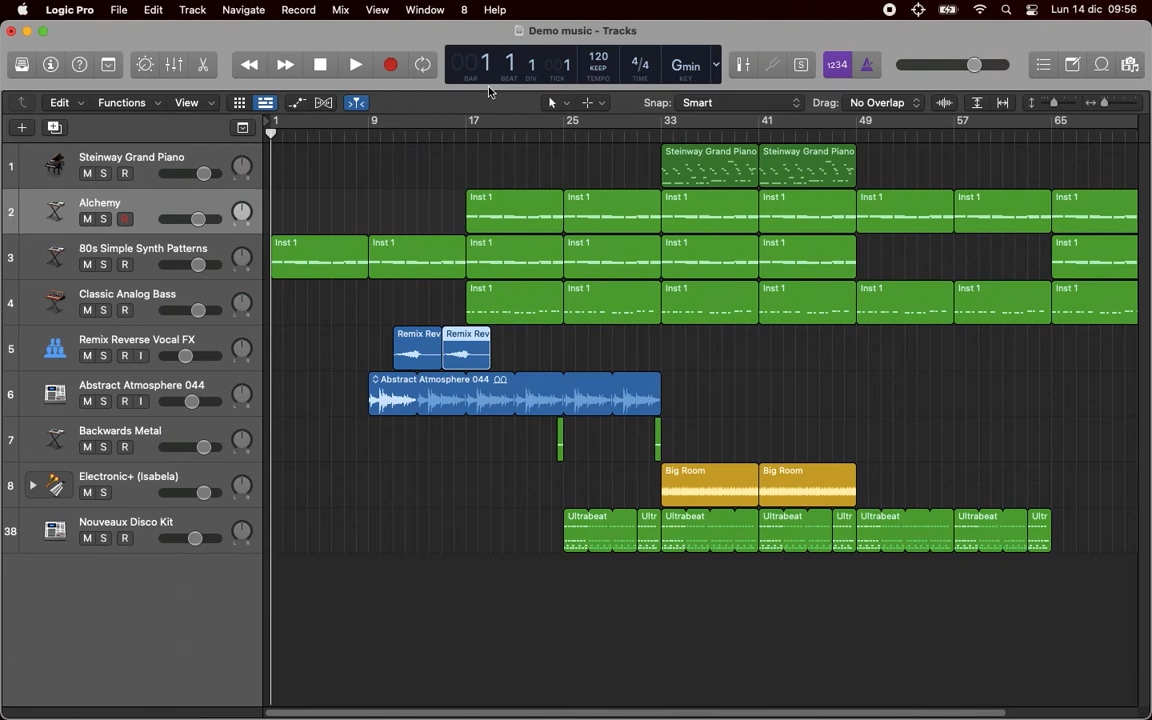 Logic Pro File Edit Track Navigate Record Mix View Window 8 Help Lun 14 dic 09:56
Demo music - Tracks
001 1 1 001 120 KEEP 4/4 Gmin 1234
BAR BEAT DIV TICK TEMPO TIME KEY
Edit Functions View Snap: Smart Drag: No Overlap
1 9 17 25 33 41 49 57 65
1 Steinway Grand Piano Steinway Grand Piano Steinway Grand Piano
M S R
2 Alchemy Inst 1 Inst 1 Inst 1 Inst 1 Inst 1 Inst 1 Inst 1
M S R
3 80s Simple Synth Patterns Inst 1 Inst 1 Inst 1 Inst 1 Inst 1 Inst 1 Inst 1
M S R
4 Classic Analog Bass Inst 1 Inst 1 Inst 1 Inst 1 Inst 1 Inst 1 Inst 1
M S R
5 Remix Reverse Vocal FX Remix Rev Remix Rev
M S R I
6 Abstract Atmosphere 044 Abstract Atmosphere 044
M S R I
7 Backwards Metal
M S R
8 Electronic+ (Isabela) Big Room Big Room
M S
38 Nouveaux Disco Kit Ultrabeat Ultr Ultrabeat Ultrabeat Ultr Ultrabeat Ultrabeat Ultr
M S R